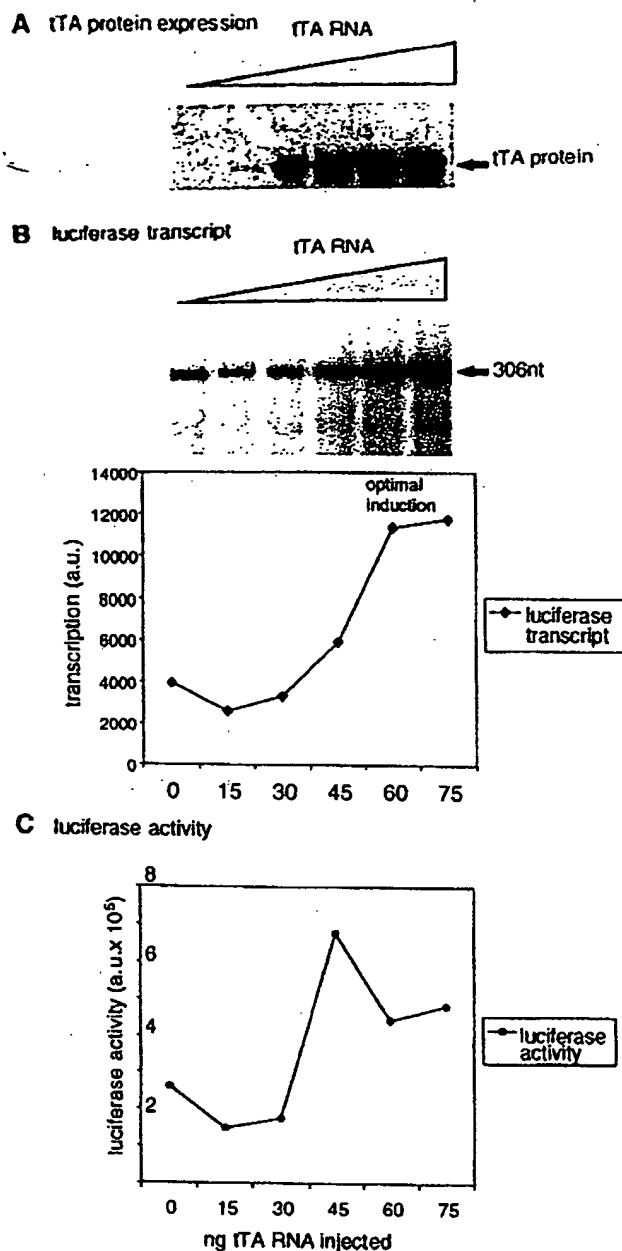 A tTA protein expression
tTA RNA
tTA protein
B luciferase transcript
tTA RNA
306nt
14000
12000
10000
8000
6000
4000
2000
0
transcription (a.u.)
optimal
induction
luciferase
transcript
0 15 30 45 60 75
C luciferase activity
8
6
4
2
luciferase activity (a.u.x 10⁵)
luciferase
activity
0 15 30 45 60 75
ng tTA RNA injected